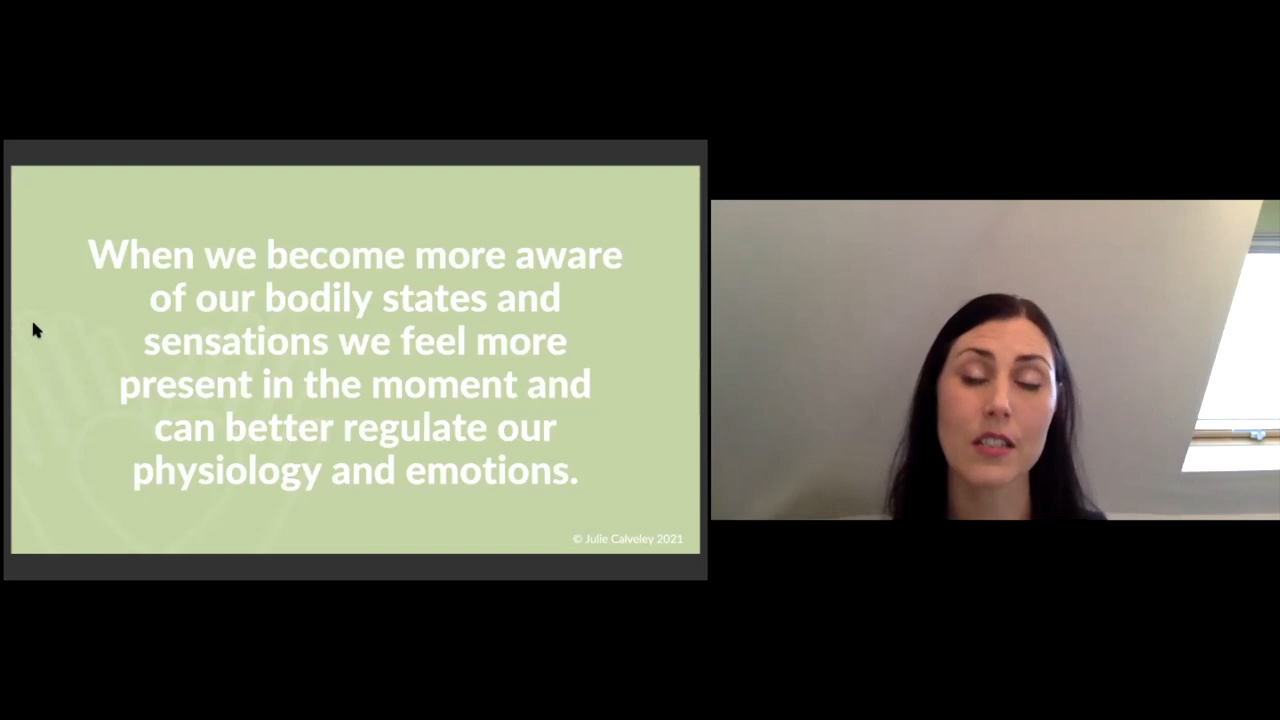 When we become more aware
of our bodily states and
sensations we feel more
present in the moment and
can better regulate our
physiology and emotions.
© Julie Calveley 2021